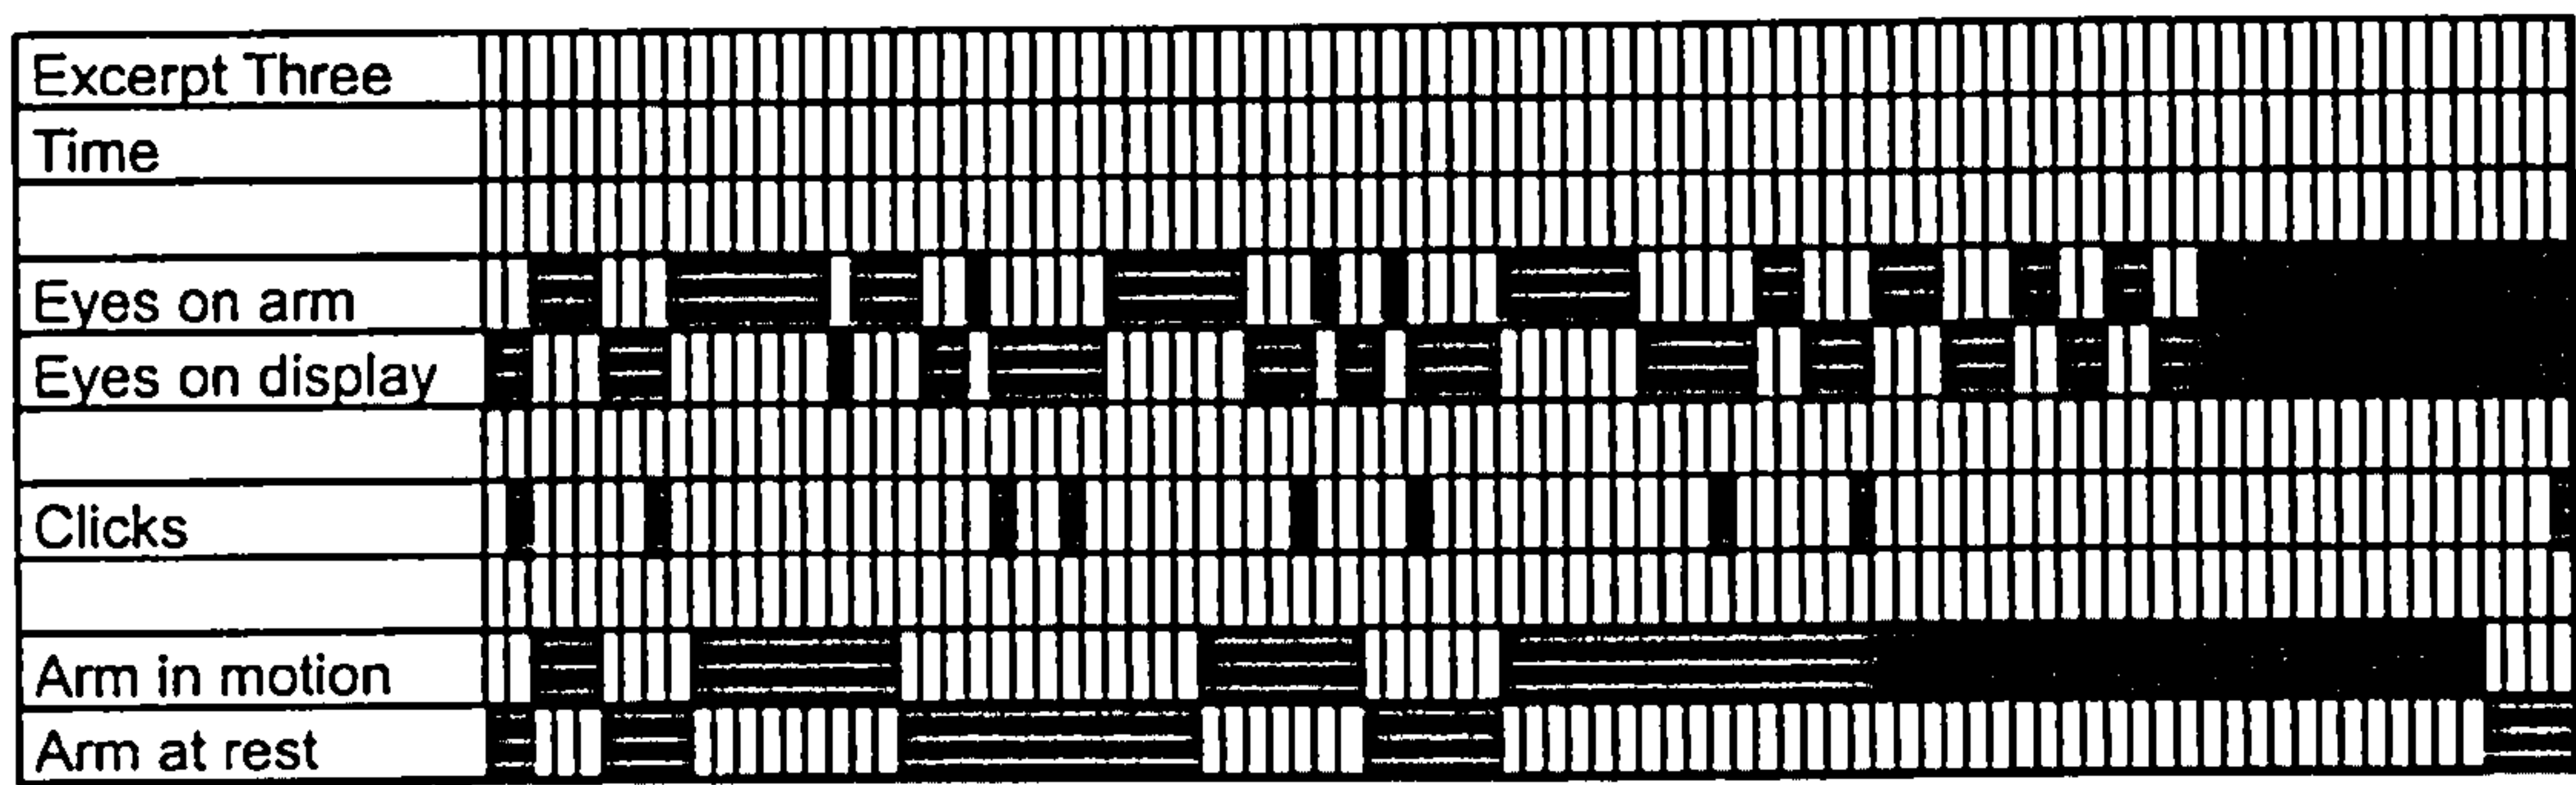 Excerpt Three
Time
Eyes on arm
Eyes on display
Clicks
Arm in motion
Arm at rest